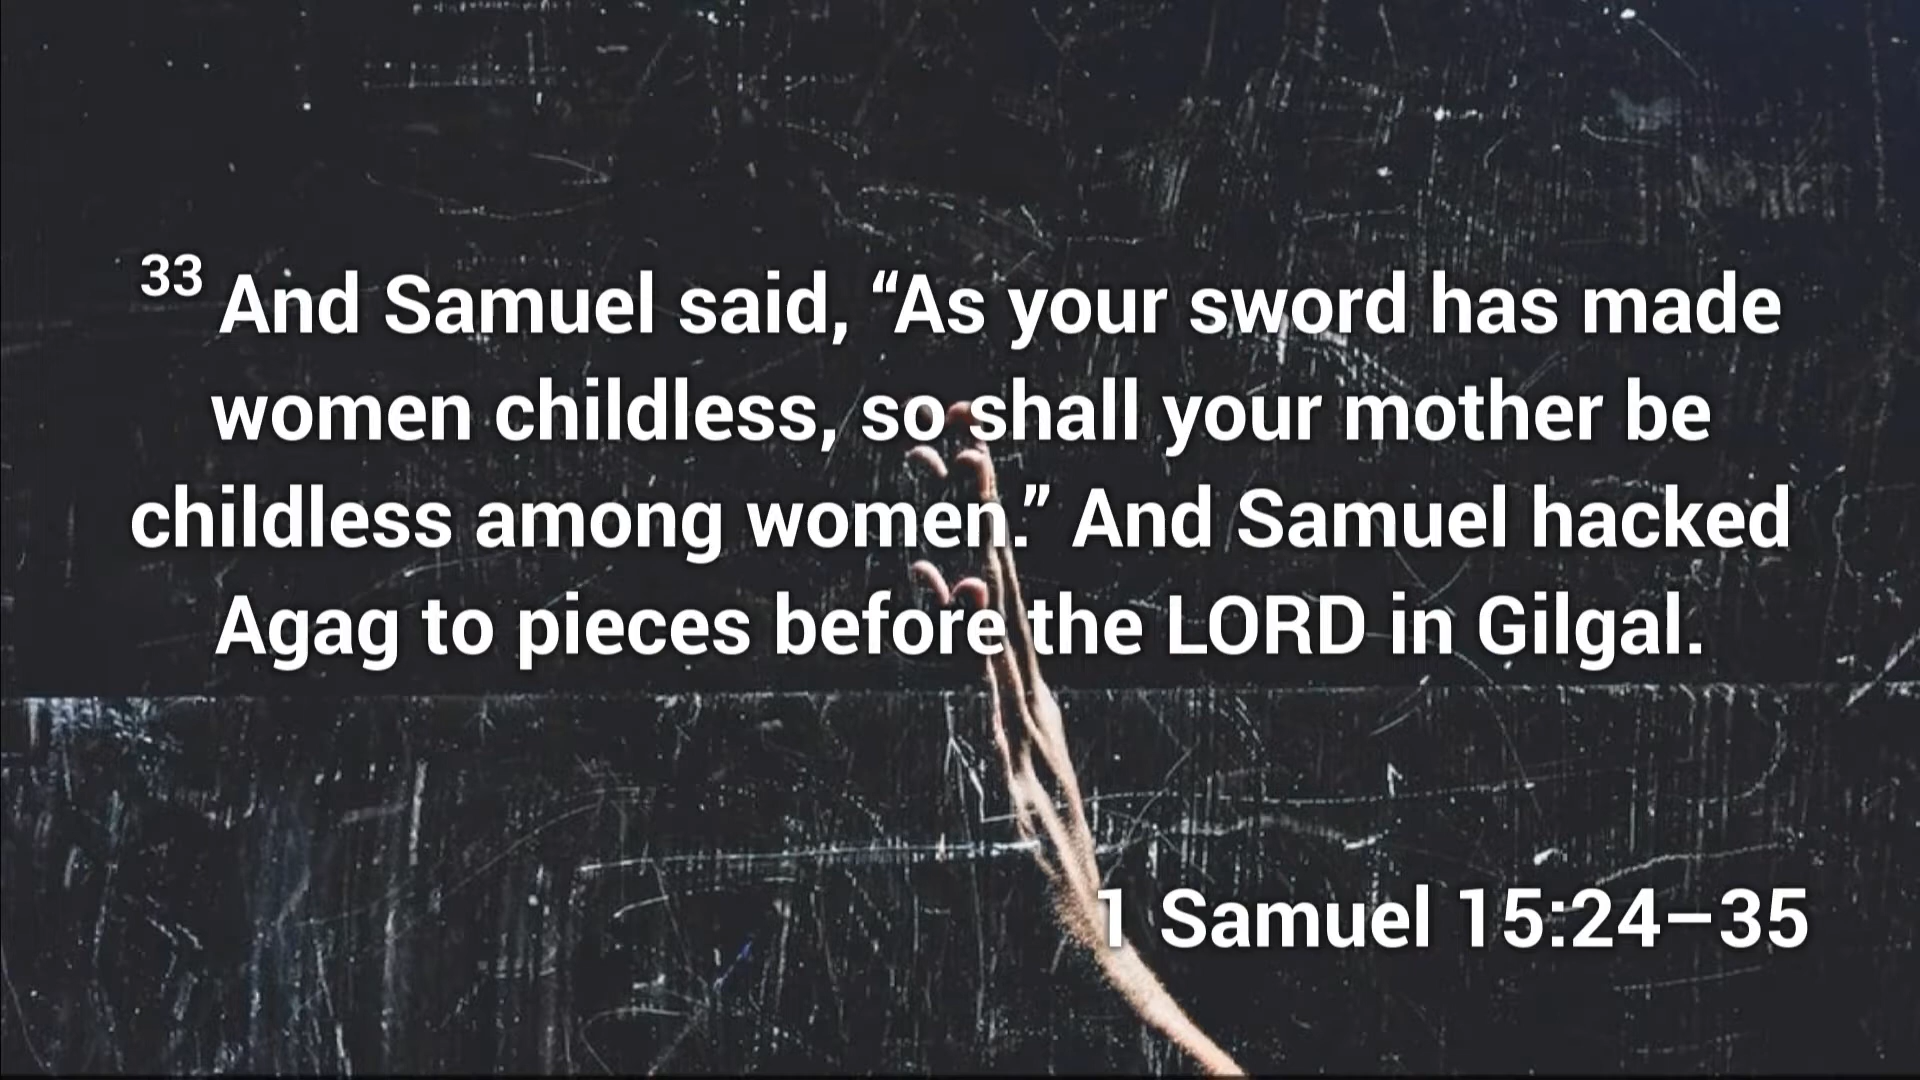 33 And Samuel said, “As your sword has made
women childless, so shall your mother be
childless among women.” And Samuel hacked
Agag to pieces before the LORD in Gilgal.
1 Samuel 15:24–35